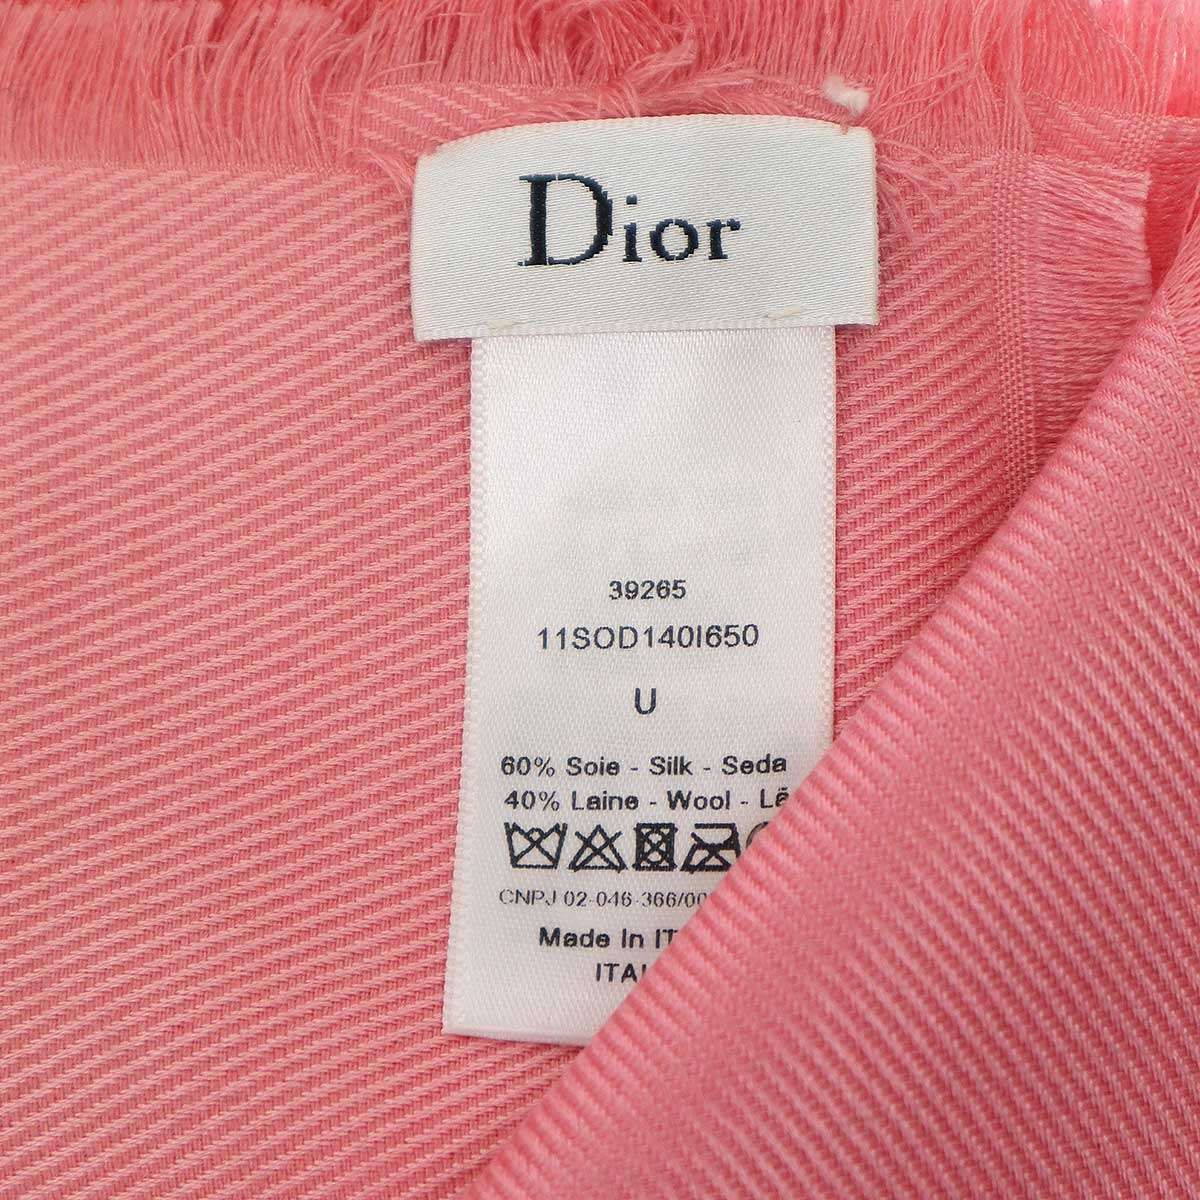 Dior
39265
11SOD140I650
U
60% Soie - Silk - Seda
40% Laine - Wool - Lã
CNPJ 02-046-366/00
Made In IT
ITAL